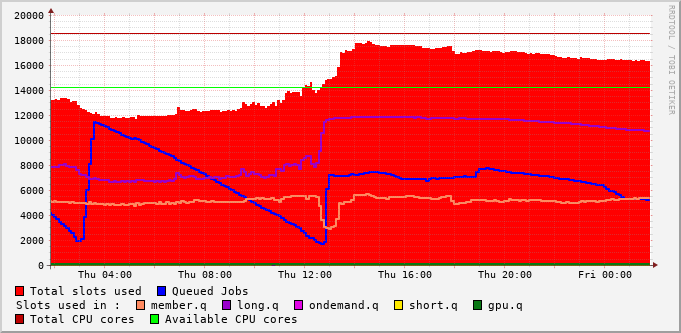 20000
18000
16000
14000
12000
10000
8000
6000
4000
2000
0
Thu 04:00 Thu 08:00 Thu 12:00 Thu 16:00 Thu 20:00 Fri 00:00
Total slots used Queued Jobs
Slots used in : member.q long.q ondemand.q short.q gpu.q
Total CPU cores Available CPU cores
RRDTOOL / TOBI OETIKER